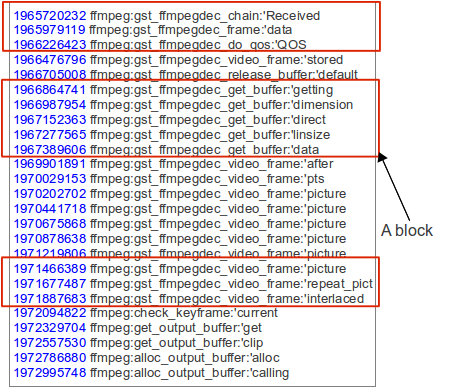 1965720232 ffmpeg:gst_ffmpegdec_chain:'Received
1965979119 ffmpeg:gst_ffmpegdec_frame:'data
1966226423 ffmpeg:gst_ffmpegdec_do_qos:'QOS
1966476796 ffmpeg:gst_ffmpegdec_video_frame:'stored
1966705008 ffmpeg:gst_ffmpegdec_release_buffer:'default
1966864741 ffmpeg:gst_ffmpegdec_get_buffer:'getting
1966987954 ffmpeg:gst_ffmpegdec_get_buffer:'dimension
1967152363 ffmpeg:gst_ffmpegdec_get_buffer:'direct
1967277565 ffmpeg:gst_ffmpegdec_get_buffer:'linsize
1967389606 ffmpeg:gst_ffmpegdec_get_buffer:'data
1969901891 ffmpeg:gst_ffmpegdec_video_frame:'after
1970029153 ffmpeg:gst_ffmpegdec_video_frame:'pts
1970202702 ffmpeg:gst_ffmpegdec_video_frame:'picture
1970441718 ffmpeg:gst_ffmpegdec_video_frame:'picture
1970675868 ffmpeg:gst_ffmpegdec_video_frame:'picture
1970878638 ffmpeg:gst_ffmpegdec_video_frame:'picture
1971219806 ffmpeg:gst_ffmpegdec_video_frame:'picture
1971466389 ffmpeg:gst_ffmpegdec_video_frame:'picture
1971677487 ffmpeg:gst_ffmpegdec_video_frame:'repeat_pict
1971887683 ffmpeg:gst_ffmpegdec_video_frame:'interlaced
1972094822 ffmpeg:check_keyframe:'current
1972329704 ffmpeg:get_output_buffer:'get
1972557530 ffmpeg:get_output_buffer:'clip
1972786880 ffmpeg:alloc_output_buffer:'alloc
1972995748 ffmpeg:alloc_output_buffer:'calling
A block